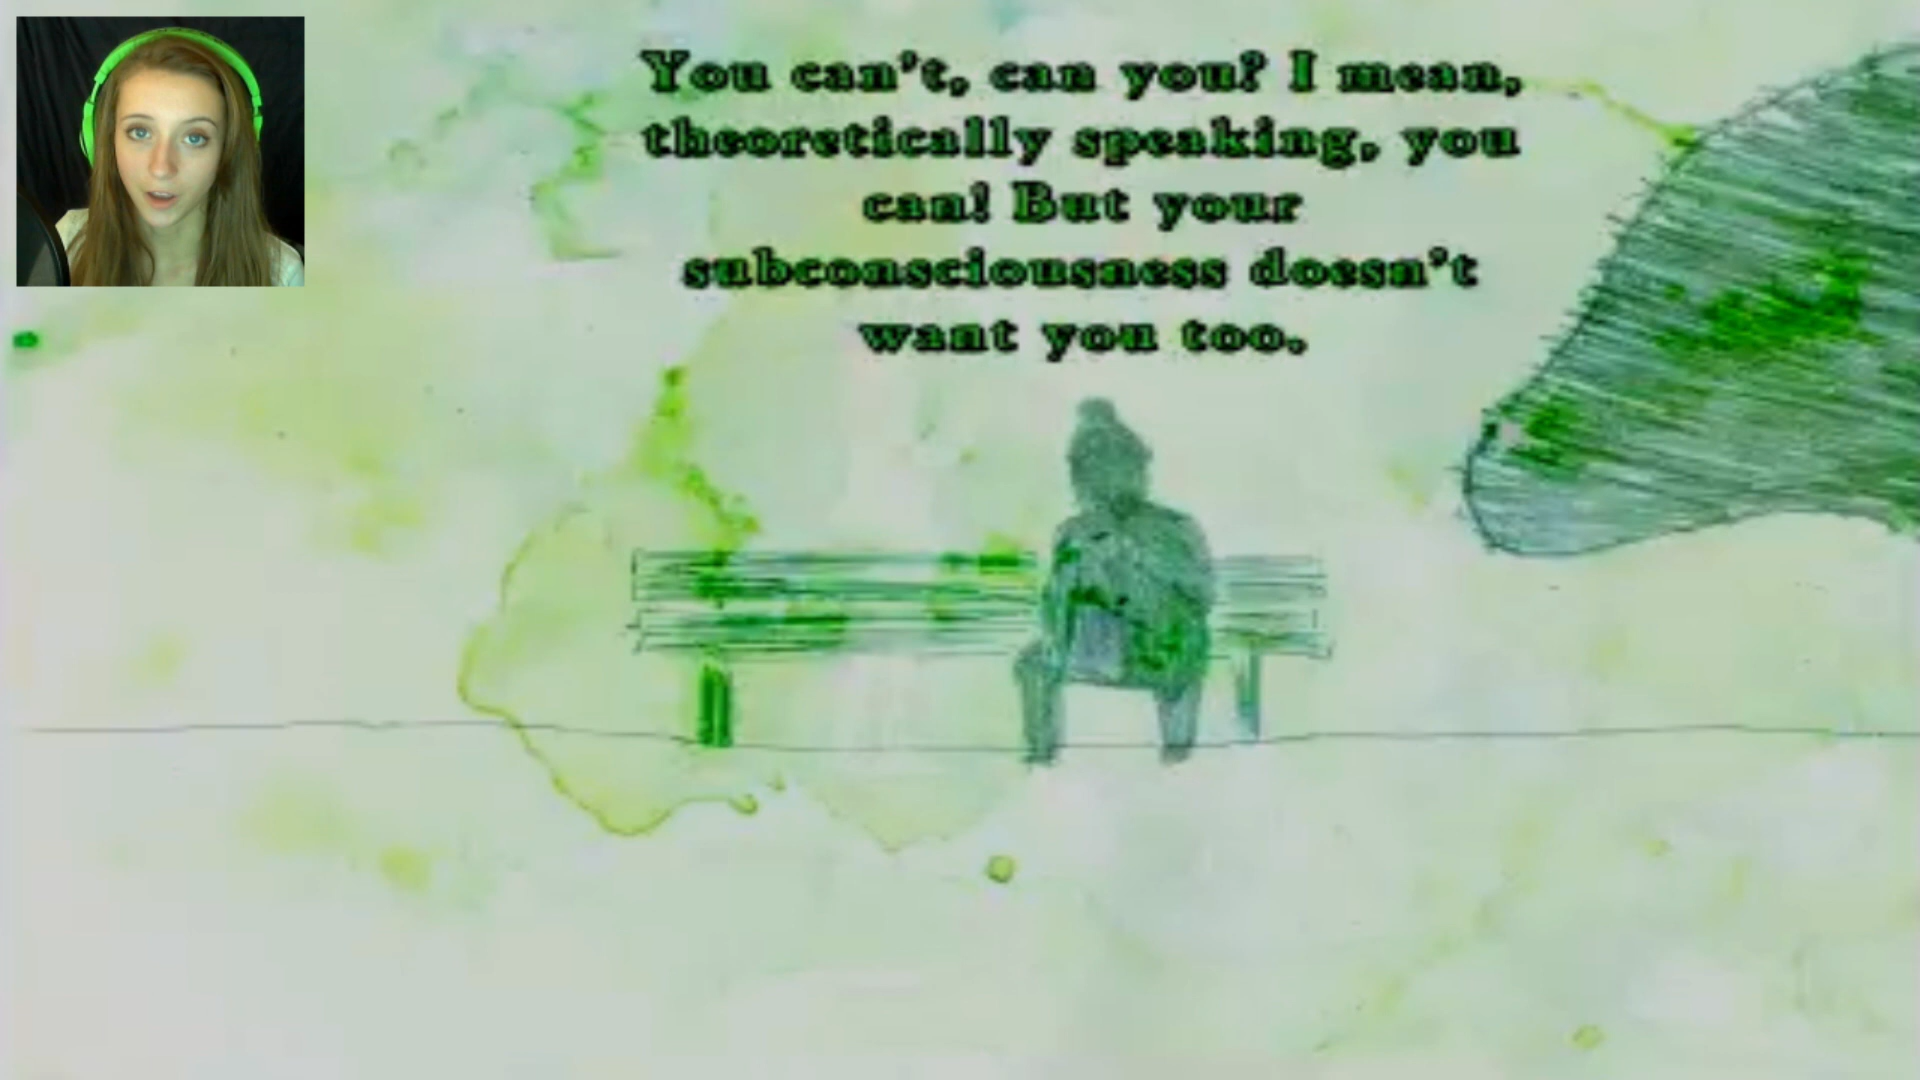 You can't, can you? I mean,
theoretically speaking, you
can! But your
subconsciousness doesn't
want you too.